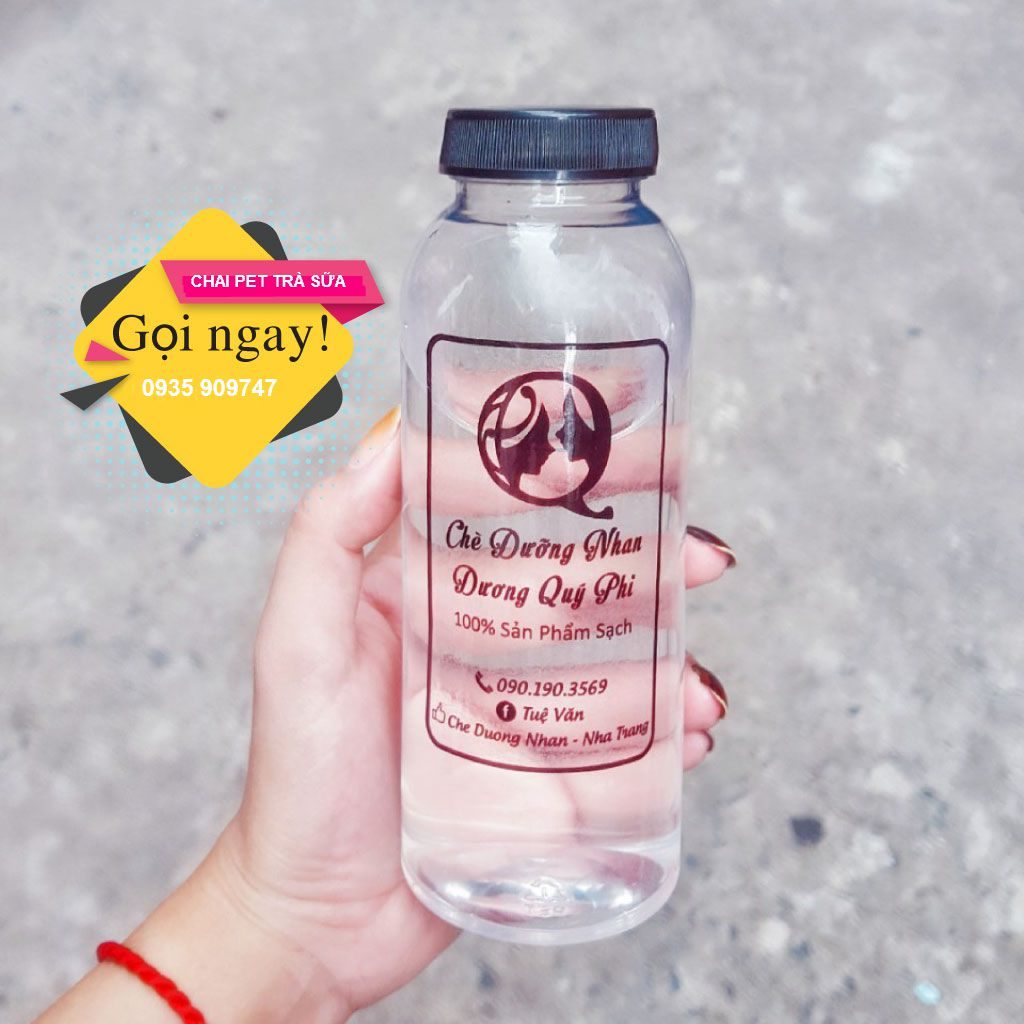 CHAI PET TRÀ SỮA
Gọi ngay!
0935 909747
Q
Chè Dưỡng Nhan
Dương Quý Phi
100% Sản Phẩm Sạch
090.190.3569
Tuệ Văn
Che Duong Nhan - Nha Trang